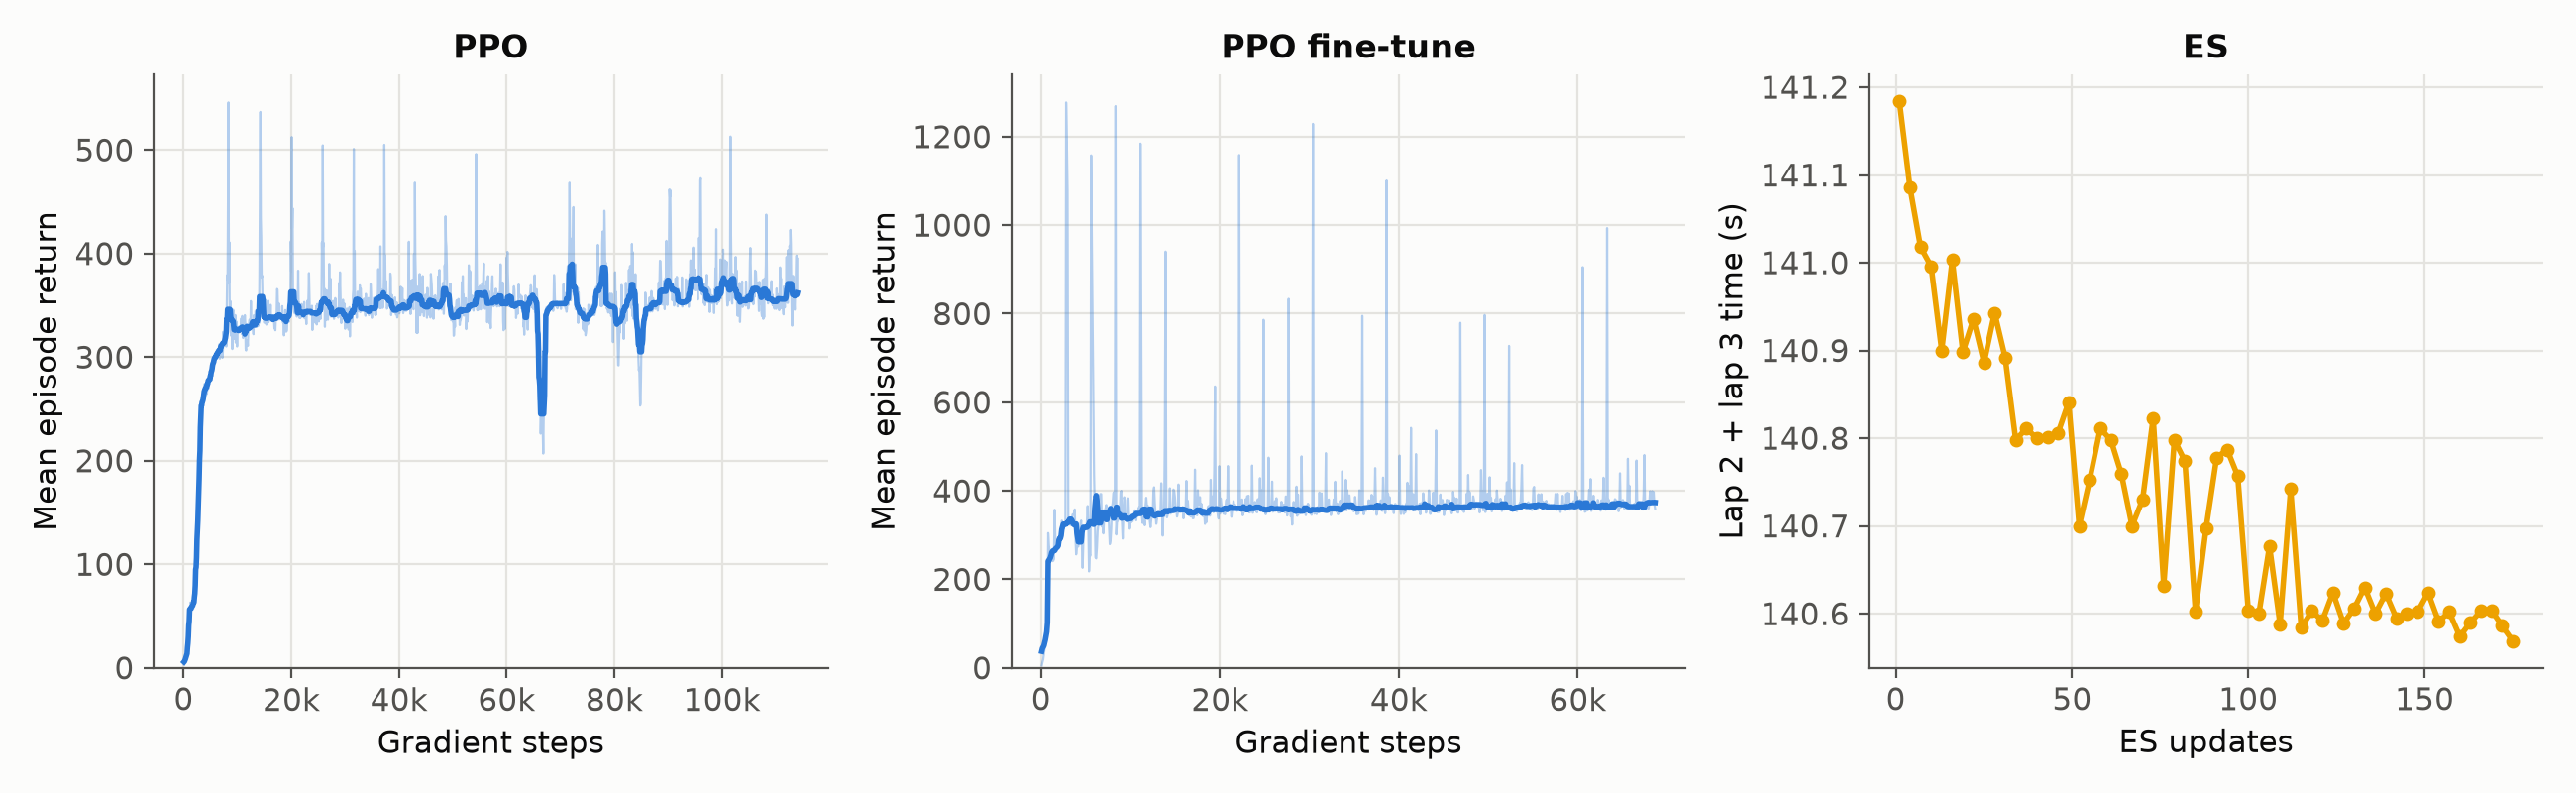 PPO
Mean episode return
500
400
300
200
100
0
0 20k 40k 60k 80k 100k
Gradient steps
PPO fine-tune
Mean episode return
1200
1000
800
600
400
200
0
0 20k 40k 60k
Gradient steps
ES
Lap 2 + lap 3 time (s)
141.2
141.1
141.0
140.9
140.8
140.7
140.6
0 50 100 150
ES updates